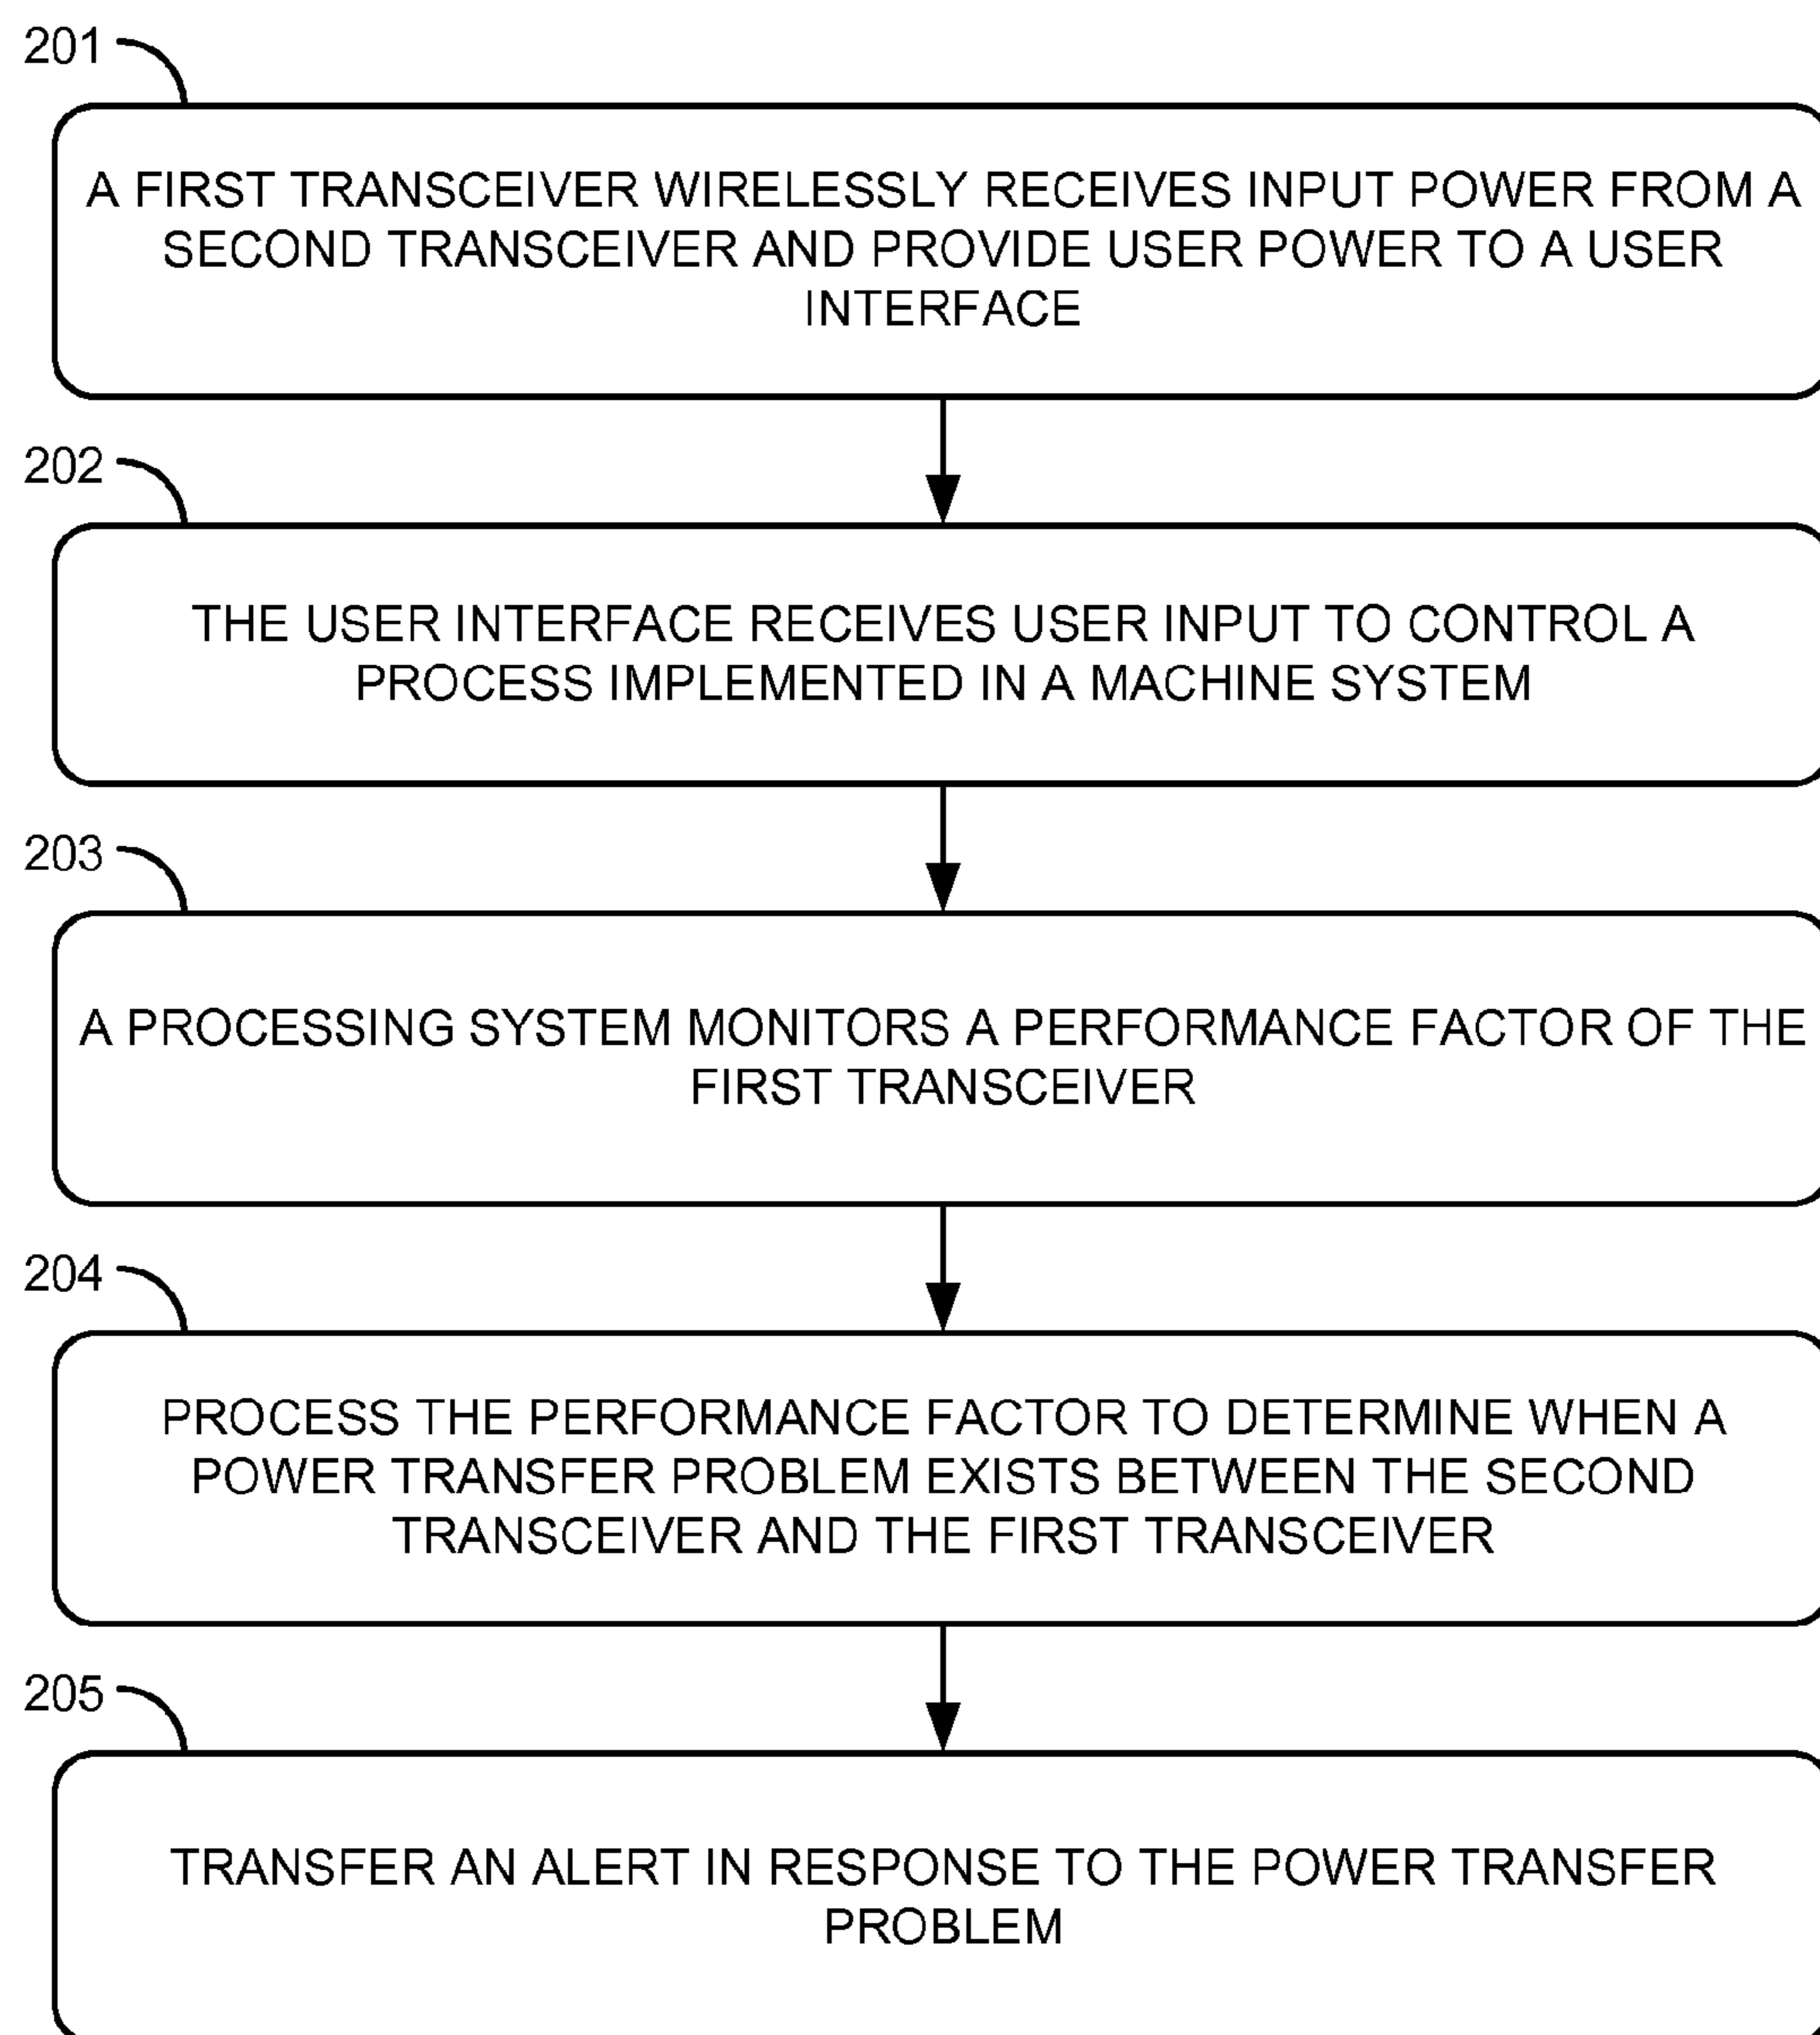 201
A FIRST TRANSCEIVER WIRELESSLY RECEIVES INPUT POWER FROM A
SECOND TRANSCEIVER AND PROVIDE USER POWER TO A USER
INTERFACE
202
THE USER INTERFACE RECEIVES USER INPUT TO CONTROL A
PROCESS IMPLEMENTED IN A MACHINE SYSTEM
203
A PROCESSING SYSTEM MONITORS A PERFORMANCE FACTOR OF THE
FIRST TRANSCEIVER
204
PROCESS THE PERFORMANCE FACTOR TO DETERMINE WHEN A
POWER TRANSFER PROBLEM EXISTS BETWEEN THE SECOND
TRANSCEIVER AND THE FIRST TRANSCEIVER
205
TRANSFER AN ALERT IN RESPONSE TO THE POWER TRANSFER
PROBLEM